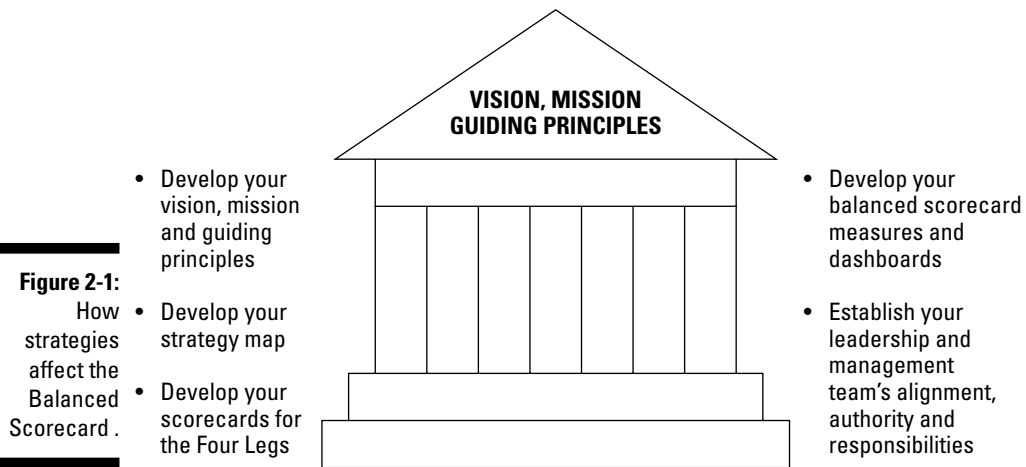 VISION, MISSION
GUIDING PRINCIPLES
• Develop your
vision, mission
and guiding
principles
• Develop your
strategy map
• Develop your
scorecards for
the Four Legs
• Develop your
balanced scorecard
measures and
dashboards
• Establish your
leadership and
management
team’s alignment,
authority and
responsibilities
Figure 2-1:
How
strategies
affect the
Balanced
Scorecard .